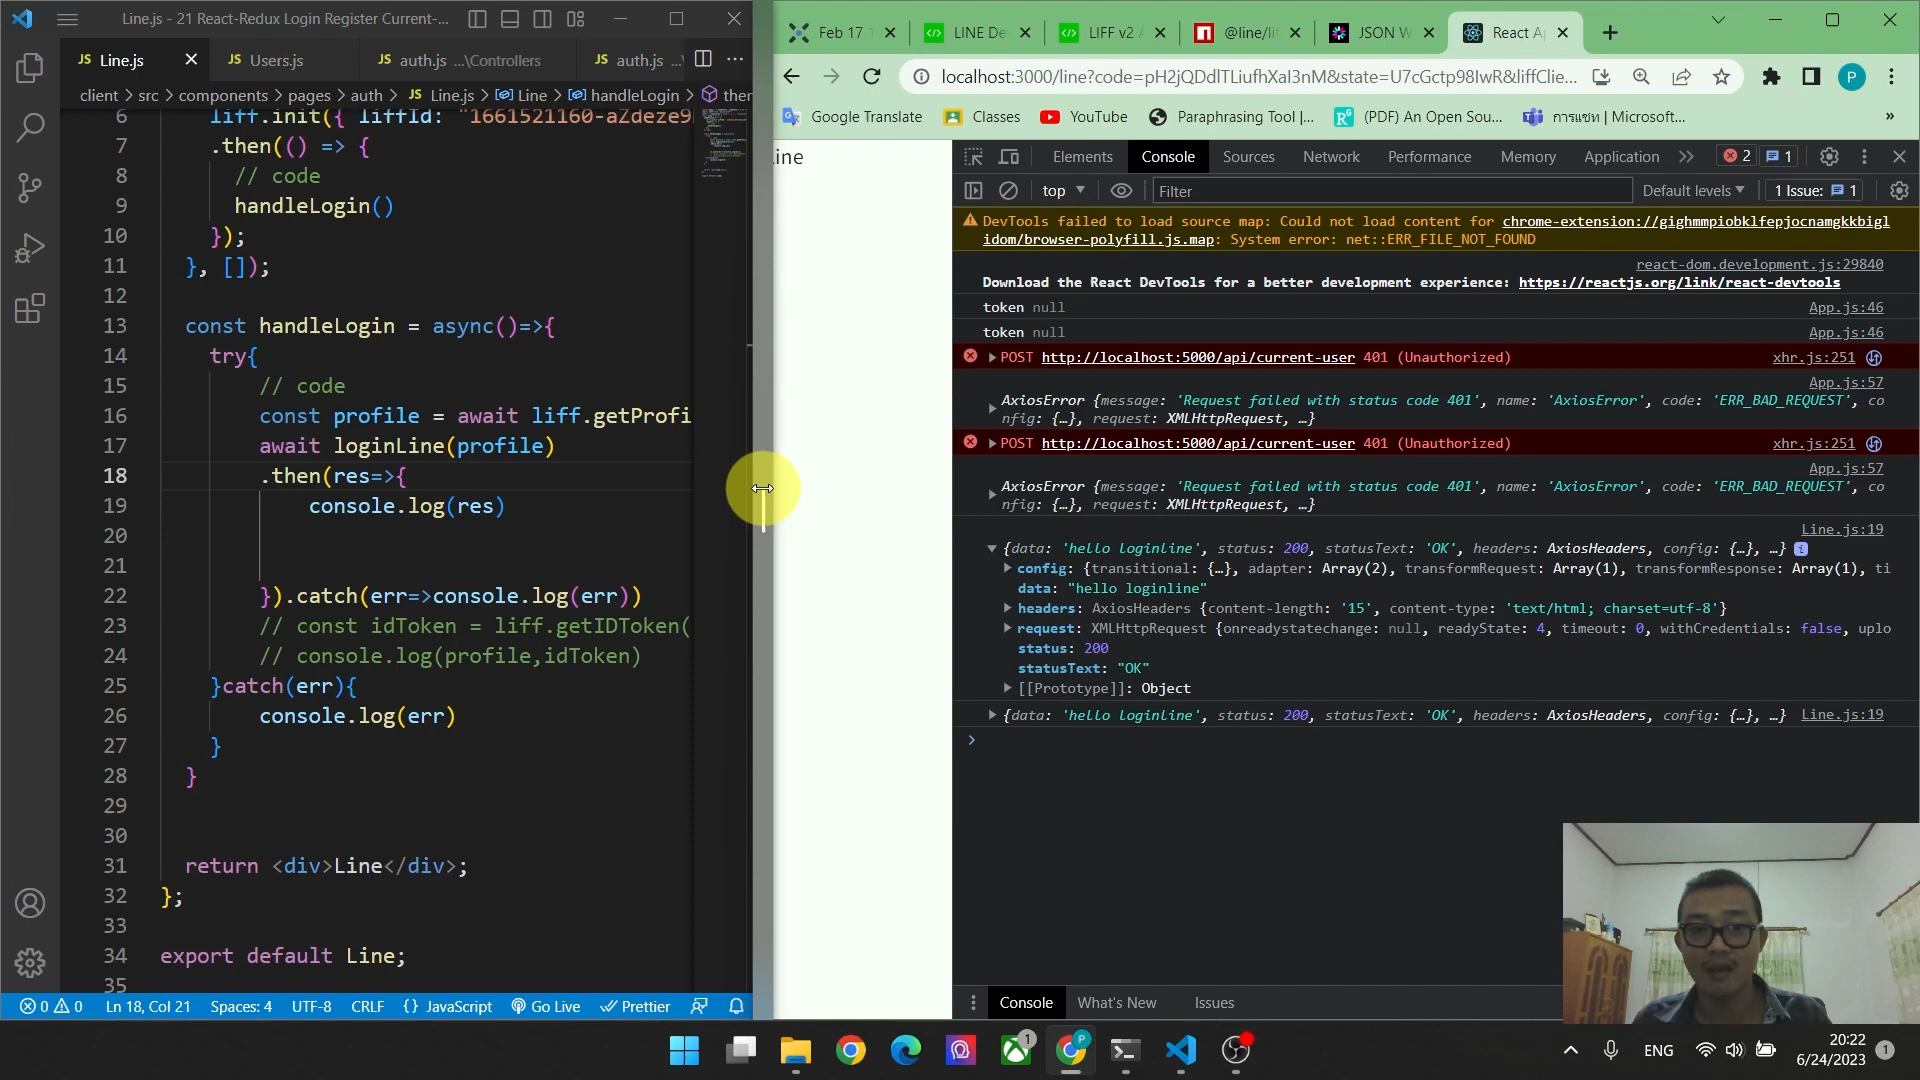 Line.js - 21 React-Redux Login Register Current-...
JS Line.js
JS Users.js
JS auth.js ...\Controllers
JS auth.js ...\
client > src > components > pages > auth > JS Line.js > Line > handleLogin > then
6 liff.init({ liffId: "1661521160-aZdeze9
7 .then(() => {
8 // code
9 handleLogin()
10 });
11 }, []);
12
13 const handleLogin = async()=>{
14 try{
15 // code
16 const profile = await liff.getProfi
17 await loginLine(profile)
18 .then(res=>{
19 console.log(res)
20
21
22 }).catch(err=>console.log(err))
23 // const idToken = liff.getIDToken(
24 // console.log(profile,idToken)
25 }catch(err){
26 console.log(err)
27 }
28 }
29
30
31 return <div>Line</div>;
32 };
33
34 export default Line;
35
0 0 Ln 18, Col 21 Spaces: 4 UTF-8 CRLF {} JavaScript Go Live Prettier
Feb 17 1
LINE De
LIFF v2 A
@line/lif
JSON W
React A
localhost:3000/line?code=pH2jQDdlTLiufhXaI3nM&state=U7cGctp98IwR&liffClie...
P
Google Translate Classes YouTube Paraphrasing Tool |... (PDF) An Open Sou... การแชท | Microsoft... »
ine
Elements Console Sources Network Performance Memory Application » 2 1
top Filter Default levels 1 Issue: 1
DevTools failed to load source map: Could not load content for chrome-extension://gighmmpiobklfepjocnamgkkbigl
idom/browser-polyfill.js.map: System error: net::ERR_FILE_NOT_FOUND
react-dom.development.js:29840
Download the React DevTools for a better development experience: https://reactjs.org/link/react-devtools
token null App.js:46
token null App.js:46
POST http://localhost:5000/api/current-user 401 (Unauthorized) xhr.js:251
App.js:57
AxiosError {message: 'Request failed with status code 401', name: 'AxiosError', code: 'ERR_BAD_REQUEST', co
nfig: {…}, request: XMLHttpRequest, …}
POST http://localhost:5000/api/current-user 401 (Unauthorized) xhr.js:251
App.js:57
AxiosError {message: 'Request failed with status code 401', name: 'AxiosError', code: 'ERR_BAD_REQUEST', co
nfig: {…}, request: XMLHttpRequest, …}
Line.js:19
{data: 'hello loginline', status: 200, statusText: 'OK', headers: AxiosHeaders, config: {…}, …} i
config: {transitional: {…}, adapter: Array(2), transformRequest: Array(1), transformResponse: Array(1), ti
data: "hello loginline"
headers: AxiosHeaders {content-length: '15', content-type: 'text/html; charset=utf-8'}
request: XMLHttpRequest {onreadystatechange: null, readyState: 4, timeout: 0, withCredentials: false, uplo
status: 200
statusText: "OK"
[[Prototype]]: Object
{data: 'hello loginline', status: 200, statusText: 'OK', headers: AxiosHeaders, config: {…}, …} Line.js:19
>
Console What's New Issues
1
P
ENG
20:22
6/24/2023
1